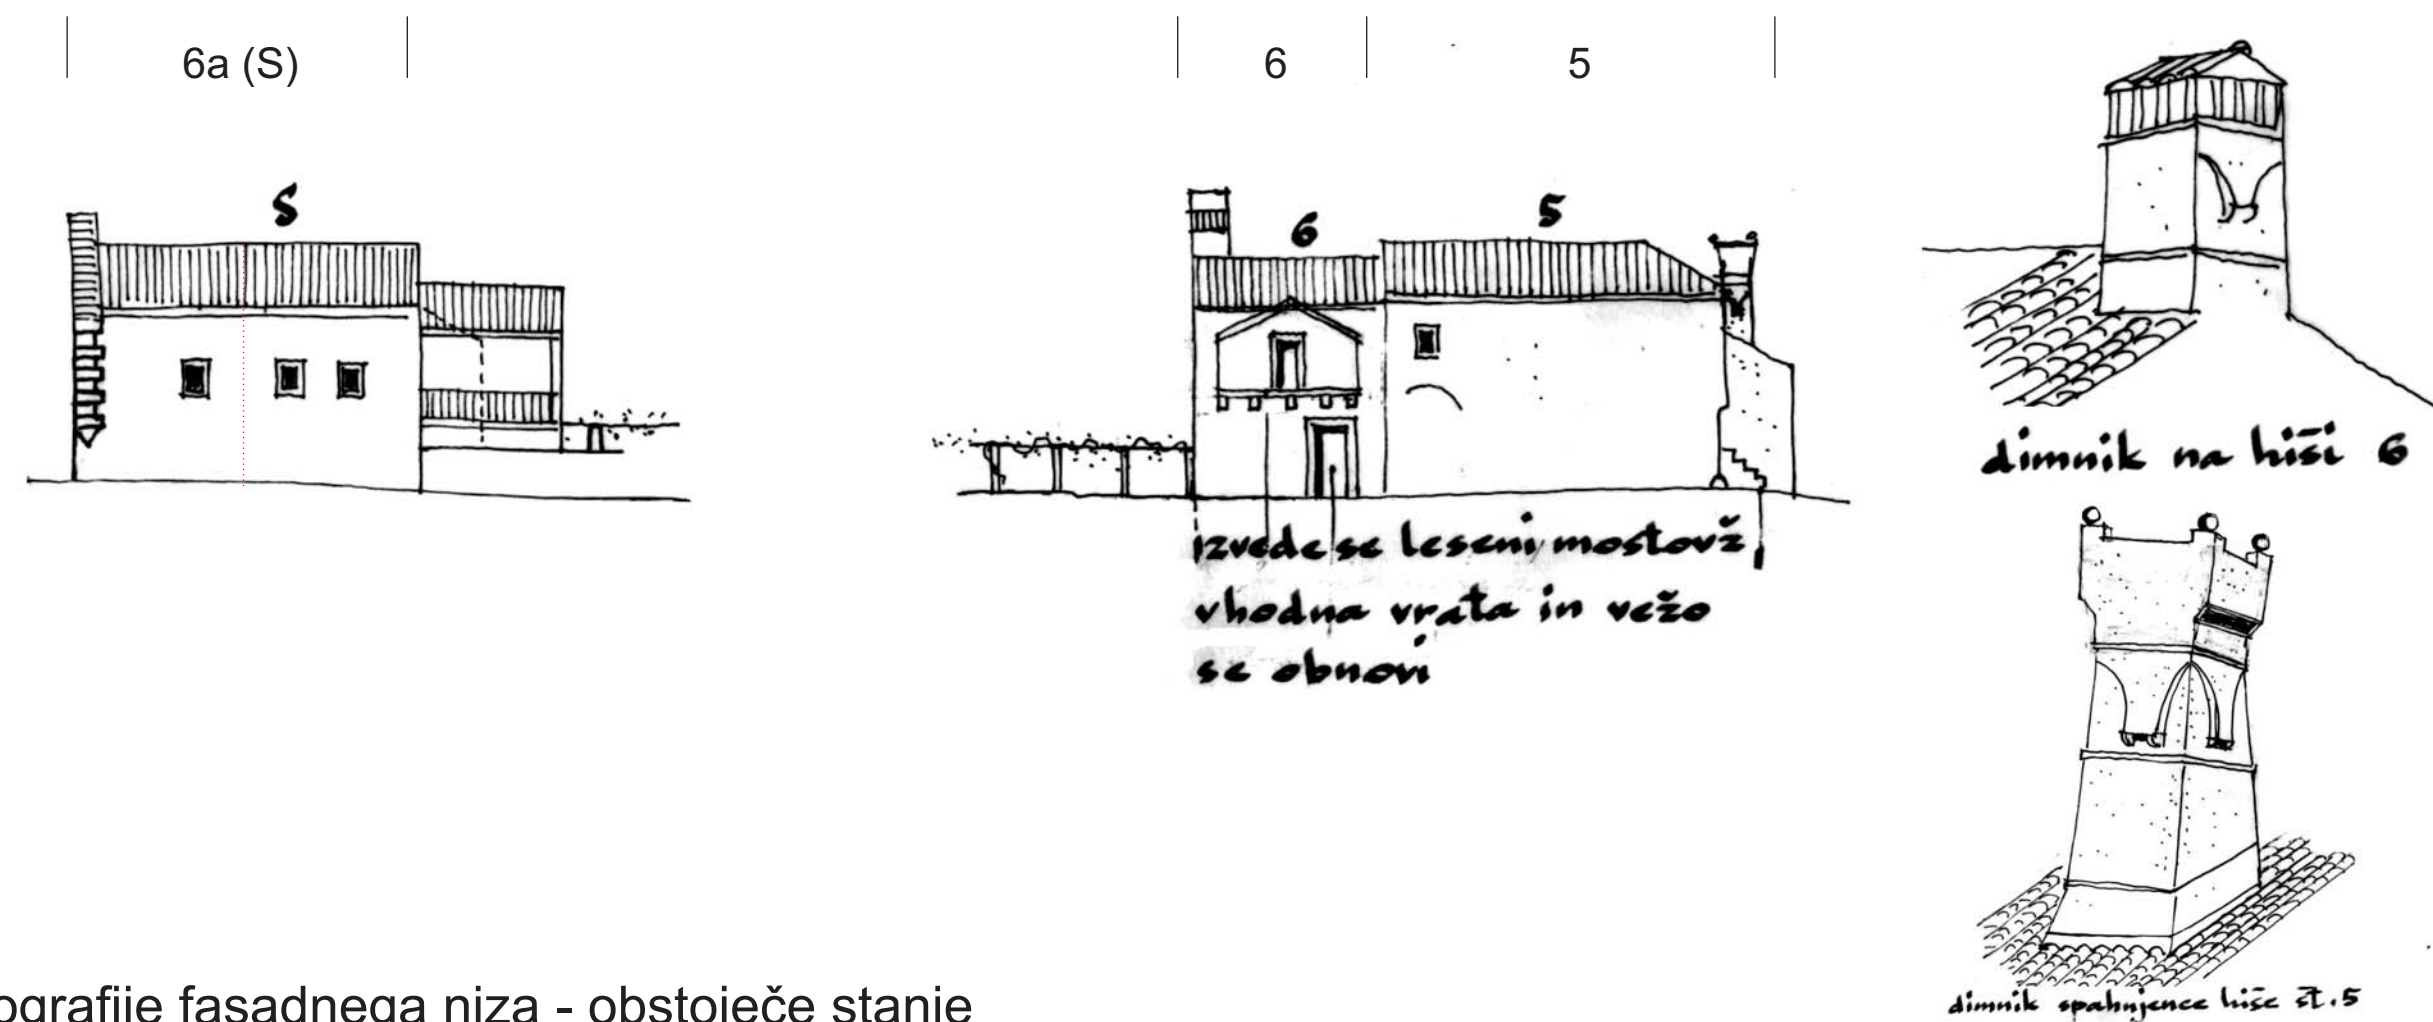 6a (S)
6
5
S
6
5
izvede se leseni mostovž,
vhodna vrata in vežo
se obnovi
dimnik na hiši 6
dimnik spahnjence hiše št.5
ografije fasadnega niza - obstoječe stanje